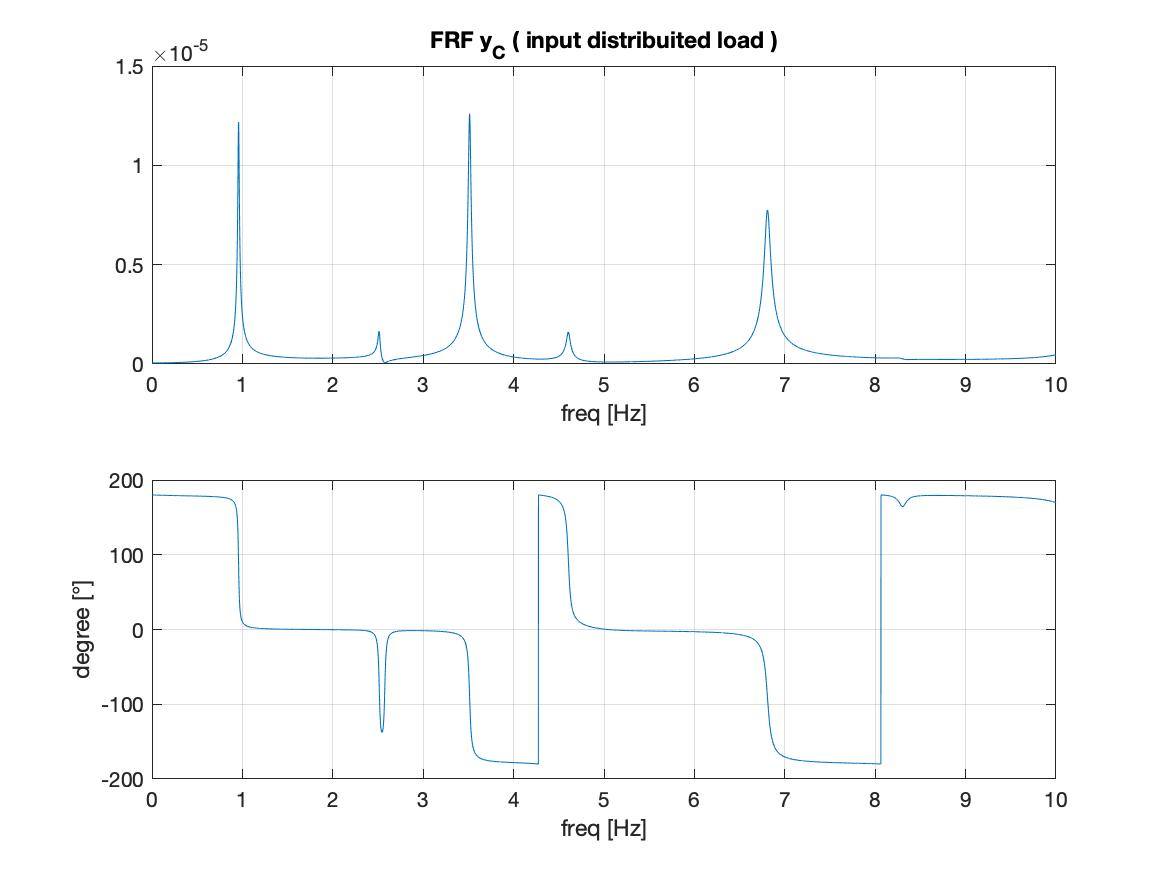 FRF y_C ( input distribuited load )
×10^-5
1.5
1
0.5
0
0 1 2 3 4 5 6 7 8 9 10
freq [Hz]
200
100
0
-100
-200
degree [°]
0 1 2 3 4 5 6 7 8 9 10
freq [Hz]